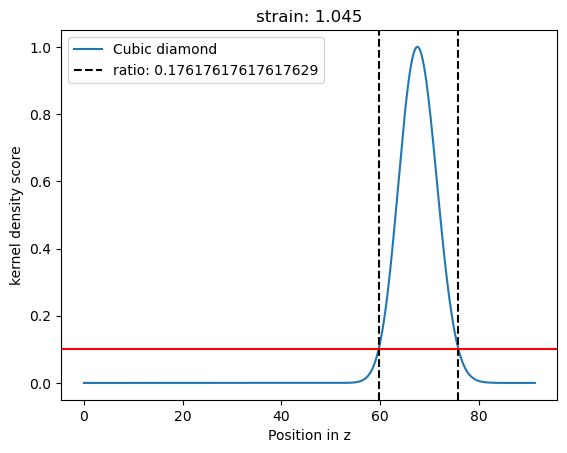 strain: 1.045
Cubic diamond
ratio: 0.17617617617617629
kernel density score
1.0
0.8
0.6
0.4
0.2
0.0
0
20
40
60
80
Position in z